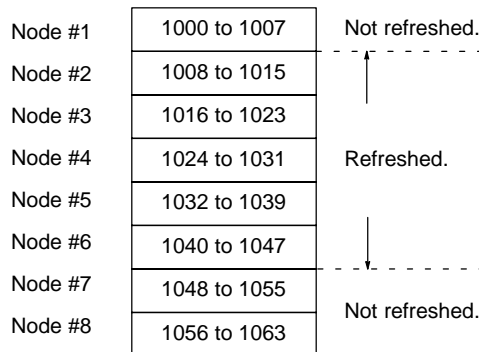 Node #1 1000 to 1007 Not refreshed.
Node #2 1008 to 1015
Node #3 1016 to 1023
Node #4 1024 to 1031 Refreshed.
Node #5 1032 to 1039
Node #6 1040 to 1047
Node #7 1048 to 1055
Not refreshed.
Node #8 1056 to 1063